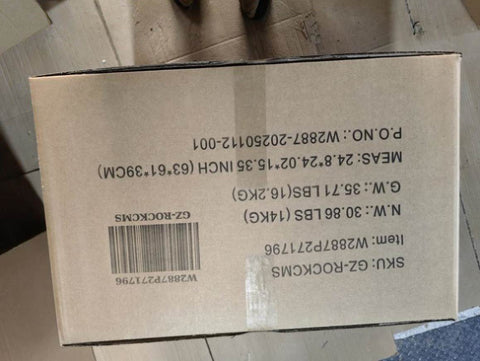 SKU: GZ-ROCKCMS
Item: W2887P271796
N.W.: 30.86 LBS (14KG)
G.W.: 35.71 LBS(16.2KG)
MEAS: 24.8*24.02*15.35 INCH (63*61*39CM)
P.O.NO.: W2887-20250112-001
W2887P271796
GZ-ROCKCMS